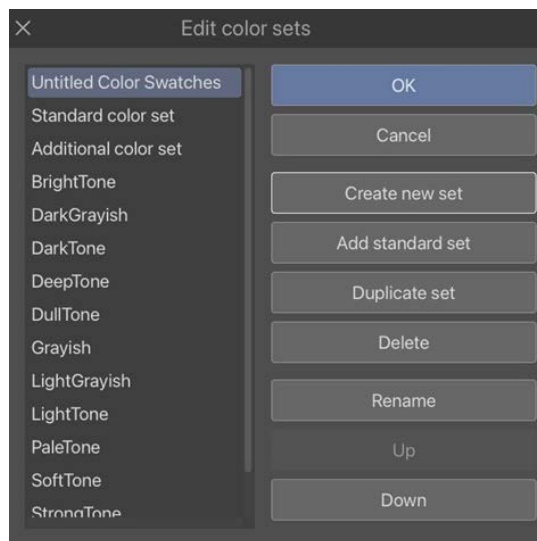 Edit color sets
Untitled Color Swatches
Standard color set
Additional color set
BrightTone
DarkGrayish
DarkTone
DeepTone
DullTone
Grayish
LightGrayish
LightTone
PaleTone
SoftTone
StrongTone
OK
Cancel
Create new set
Add standard set
Duplicate set
Delete
Rename
Up
Down